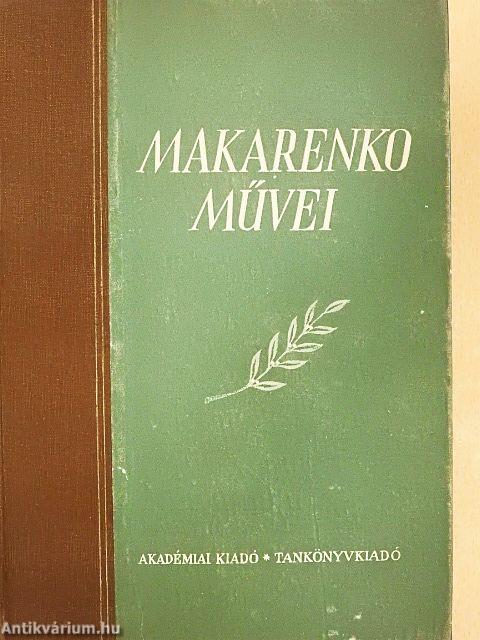 MAKARENKO
MŰVEI
AKADÉMIAI KIADÓ * TANKÖNYVKIADÓ
Antikvárium.hu